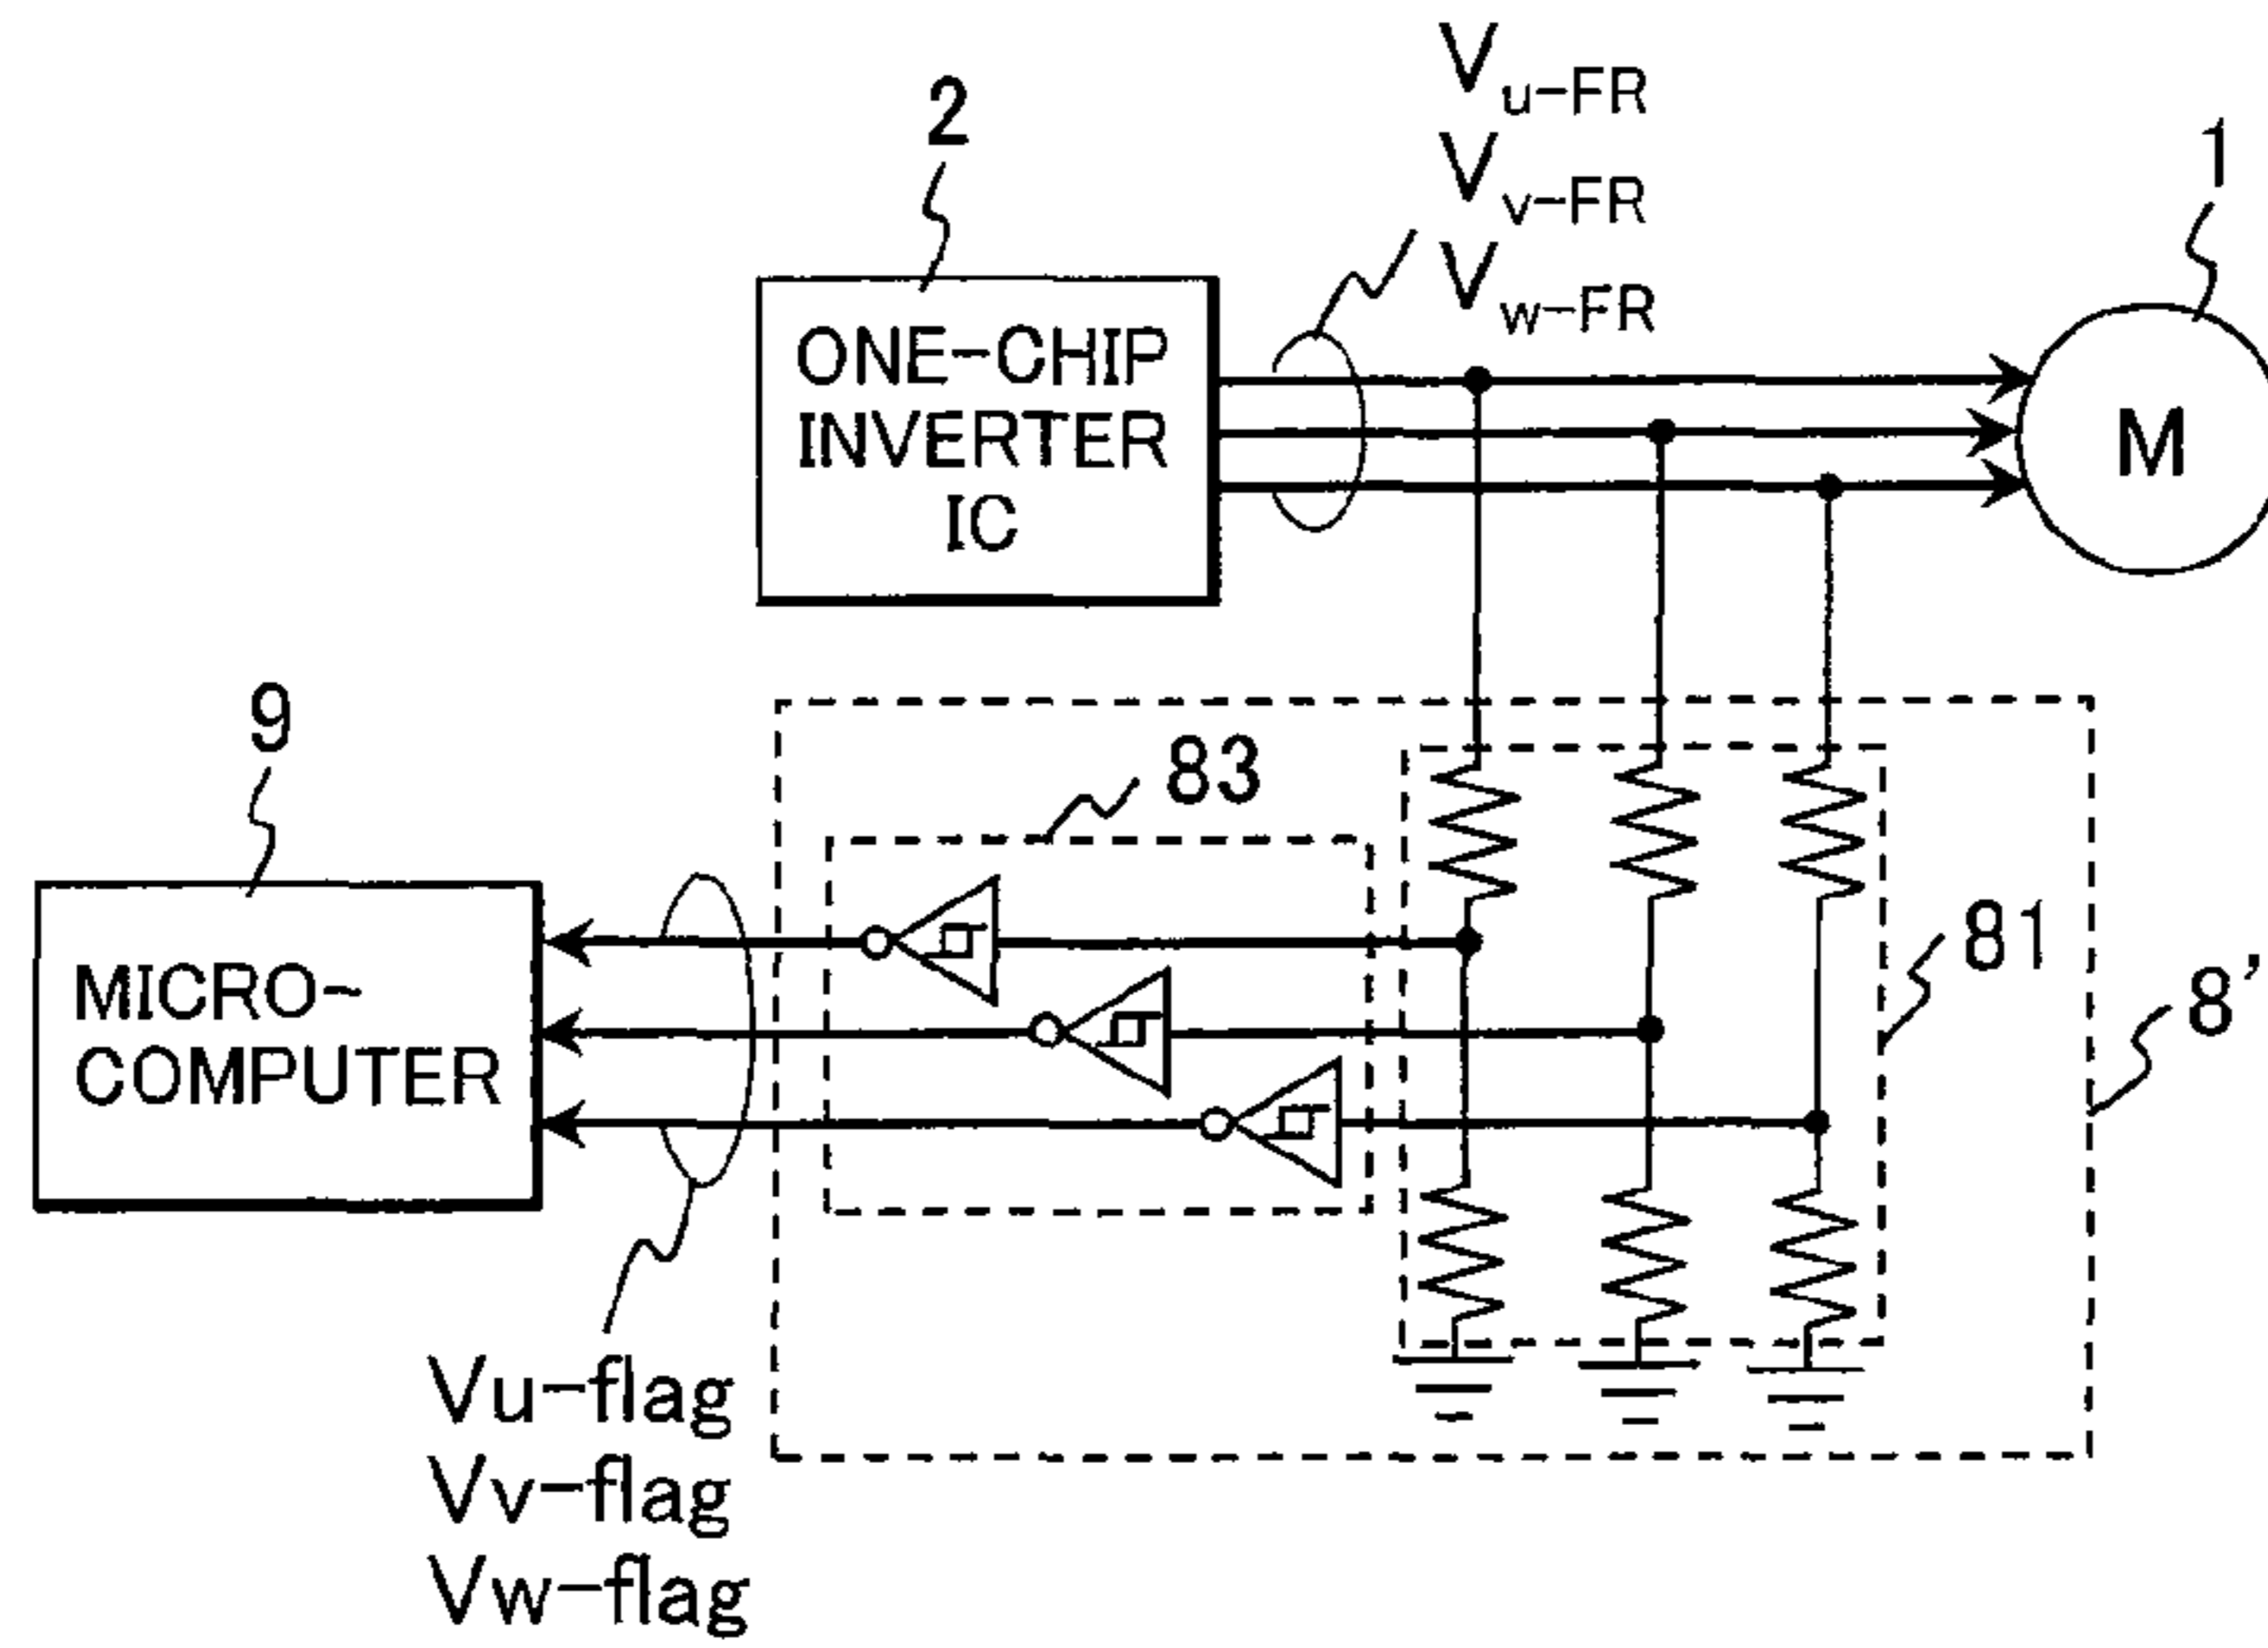 2
V u-FR
V v-FR
V w-FR
1
ONE-CHIP
INVERTER
IC
M
9
83
MICRO-
COMPUTER
81
8'
Vu-flag
Vv-flag
Vw-flag